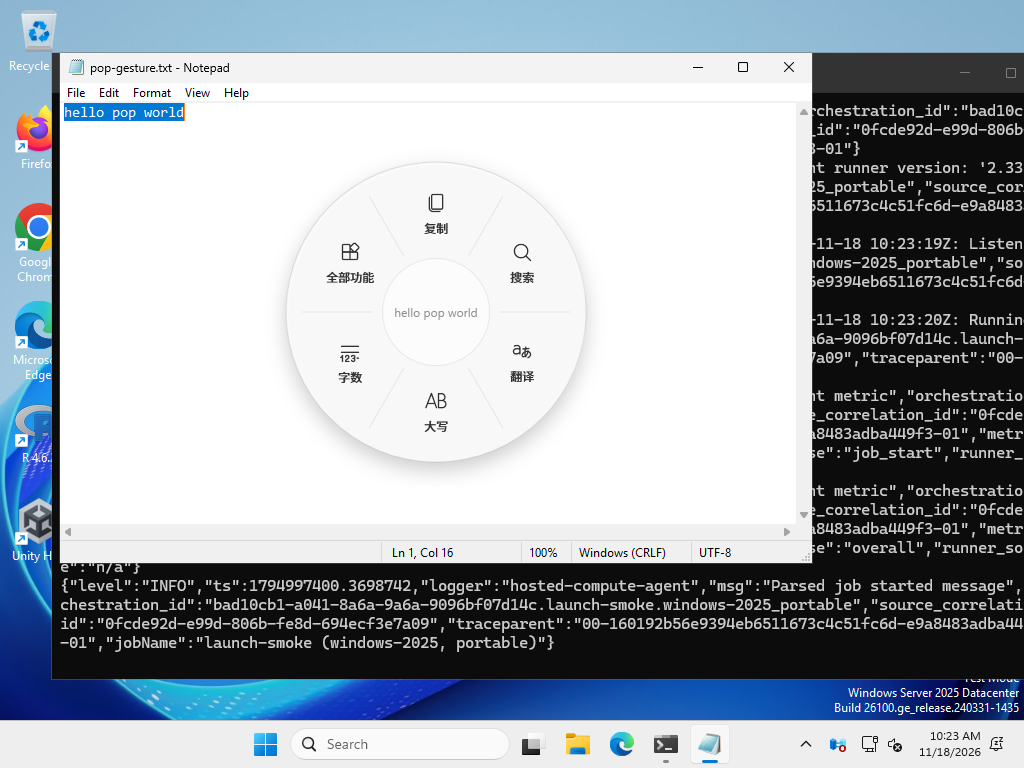 Recycle
Firefo
Googl
Chrom
Micros
Edge
R 4.6.
Unity H
pop-gesture.txt - Notepad
File Edit Format View Help
hello pop world
复制
全部功能
搜索
hello pop world
字数
翻译
大写
Ln 1, Col 16 100% Windows (CRLF) UTF-8
rchestration_id":"bad10c
_id":"0fcde92d-e99d-806b
-01"}
nt runner version: '2.33
25_portable","source_cor
6511673c4c51fc6d-e9a8483
-11-18 10:23:19Z: Listen
ndows-2025_portable","so
6e9394eb6511673c4c51fc6d
-11-18 10:23:20Z: Runnin
a6a-9096bf07d14c.launch-
7a09","traceparent":"00-
nt metric","orchestratio
e_correlation_id":"0fcde
a8483adba449f3-01","metr
se":"job_start","runner_
nt metric","orchestratio
e_correlation_id":"0fcde
a8483adba449f3-01","metr
se":"overall","runner_so
e":"n/a"}
{"level":"INFO","ts":1794997400.3698742,"logger":"hosted-compute-agent","msg":"Parsed job started message",
chestration_id":"bad10cb1-a041-8a6a-9a6a-9096bf07d14c.launch-smoke.windows-2025_portable","source_correlati
id":"0fcde92d-e99d-806b-fe8d-694ecf3e7a09","traceparent":"00-160192b56e9394eb6511673c4c51fc6d-e9a8483adba44
-01","jobName":"launch-smoke (windows-2025, portable)"}
Test Mode
Windows Server 2025 Datacenter
Build 26100.ge_release.240331-1435
Search
10:23 AM
11/18/2026